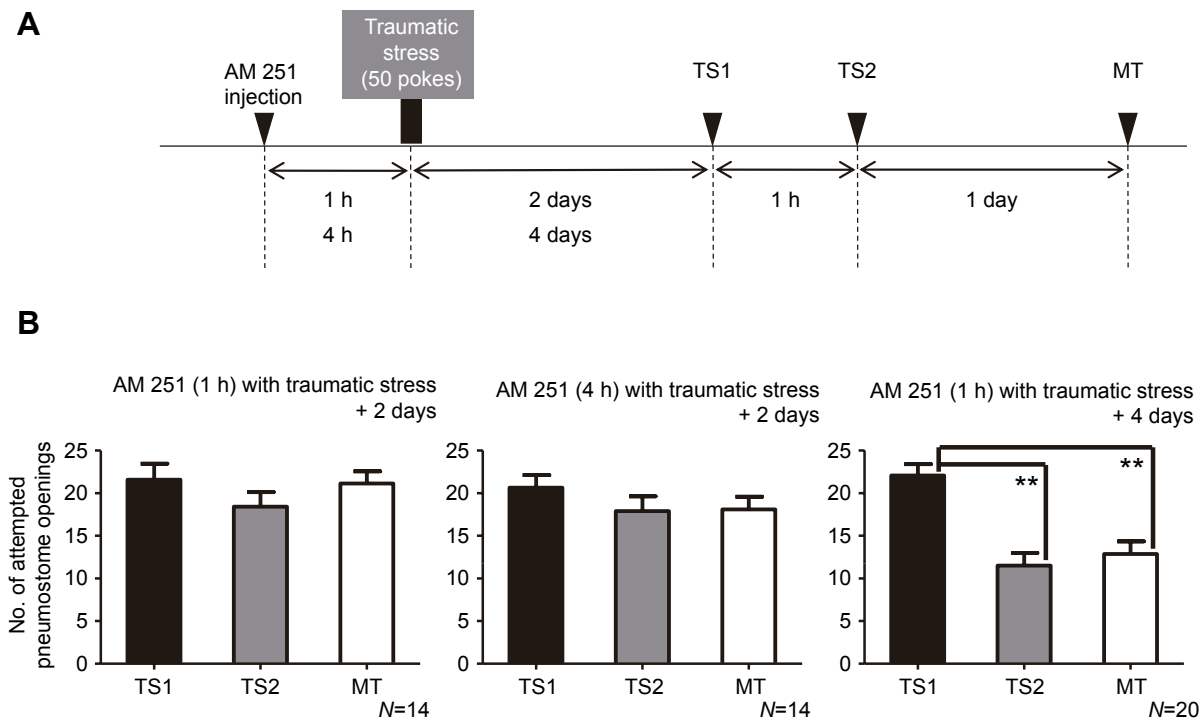 A
Traumatic
stress
(50 pokes)
AM 251
injection
TS1
TS2
MT
1 h
2 days
1 h
1 day
4 h
4 days
B
AM 251 (1 h) with traumatic stress
+ 2 days
AM 251 (4 h) with traumatic stress
+ 2 days
AM 251 (1 h) with traumatic stress
+ 4 days
No. of attempted
pneumostome openings
25
20
15
10
5
0
TS1
TS2
MT
N=14
25
20
15
10
5
0
TS1
TS2
MT
N=14
25
20
15
10
5
0
**
**
TS1
TS2
MT
N=20